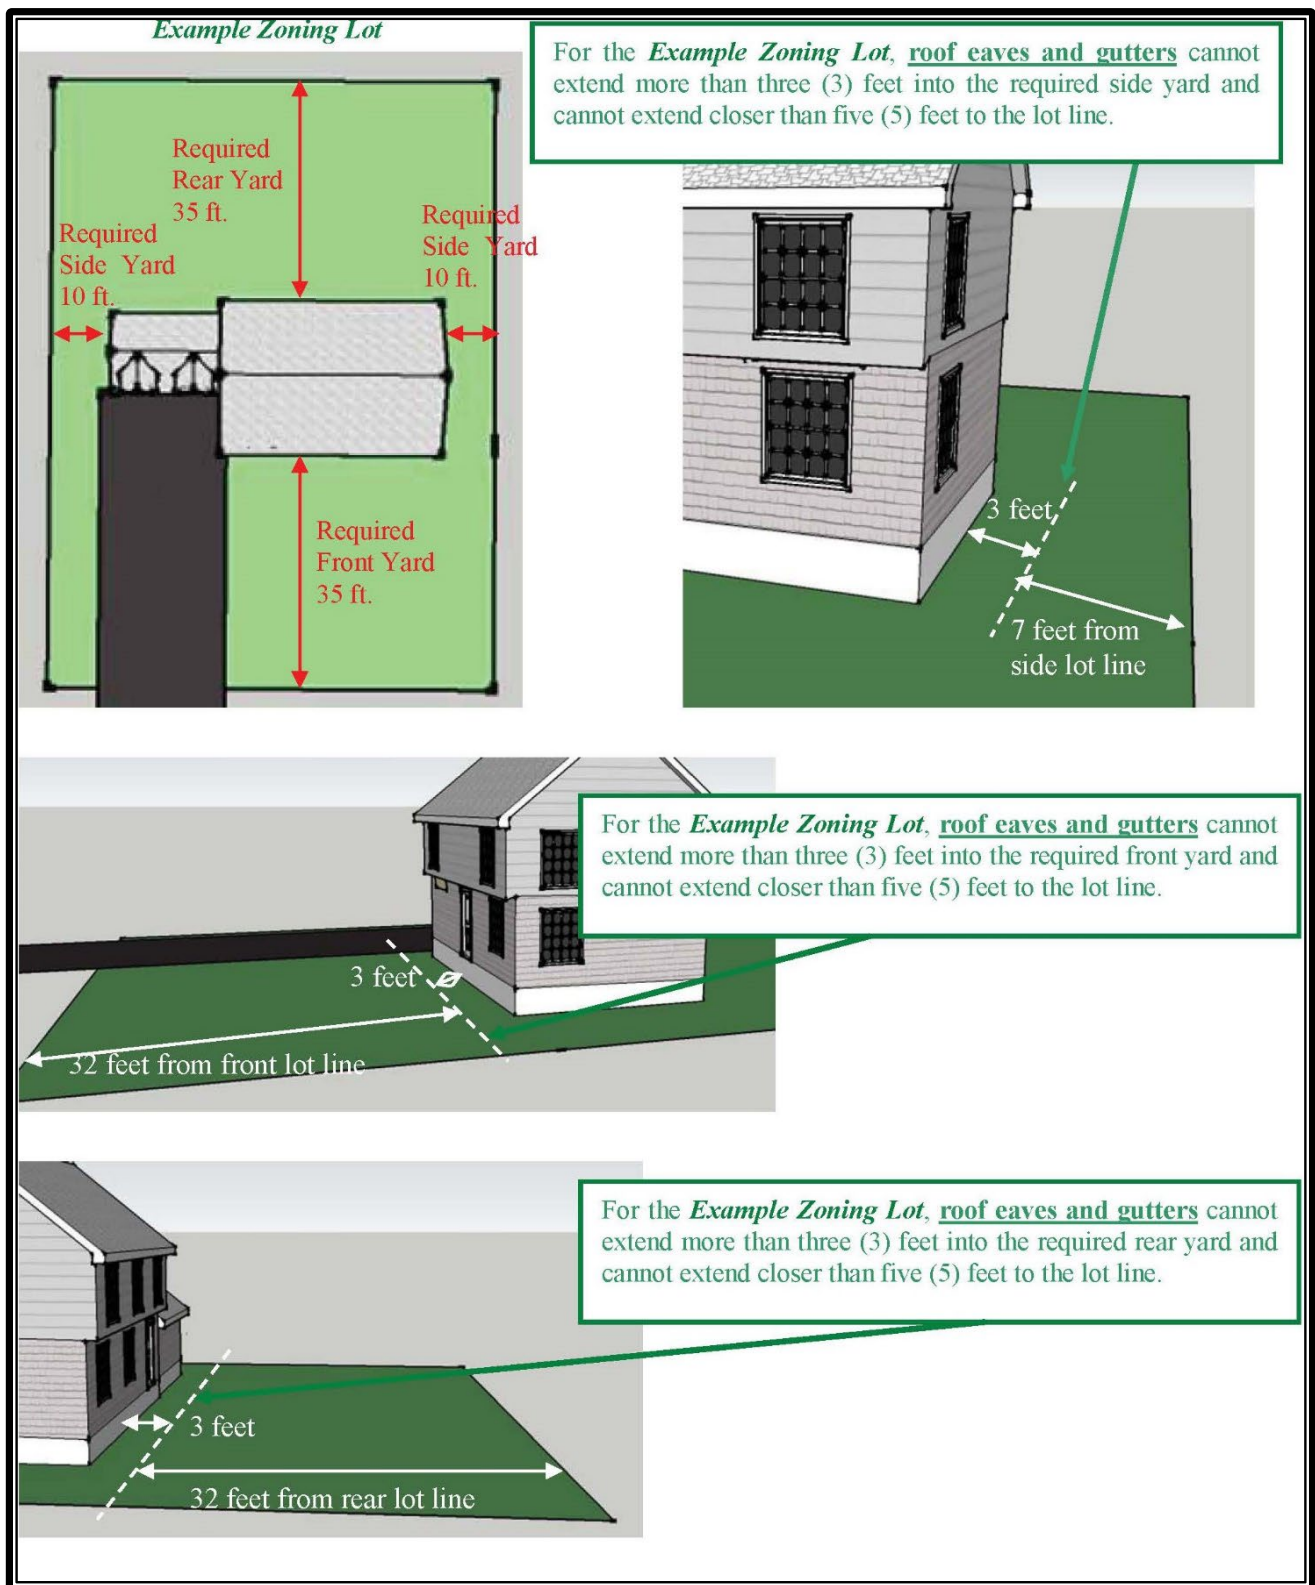 Example Zoning Lot
For the Example Zoning Lot, roof eaves and gutters cannot
extend more than three (3) feet into the required side yard and
cannot extend closer than five (5) feet to the lot line.
Required
Rear Yard
35 ft.
Required
Side Yard
10 ft.
Required
Side Yard
10 ft.
Required
Front Yard
35 ft.
3 feet
7 feet from
side lot line
For the Example Zoning Lot, roof eaves and gutters cannot
extend more than three (3) feet into the required front yard and
cannot extend closer than five (5) feet to the lot line.
3 feet
32 feet from front lot line
For the Example Zoning Lot, roof eaves and gutters cannot
extend more than three (3) feet into the required rear yard and
cannot extend closer than five (5) feet to the lot line.
3 feet
32 feet from rear lot line